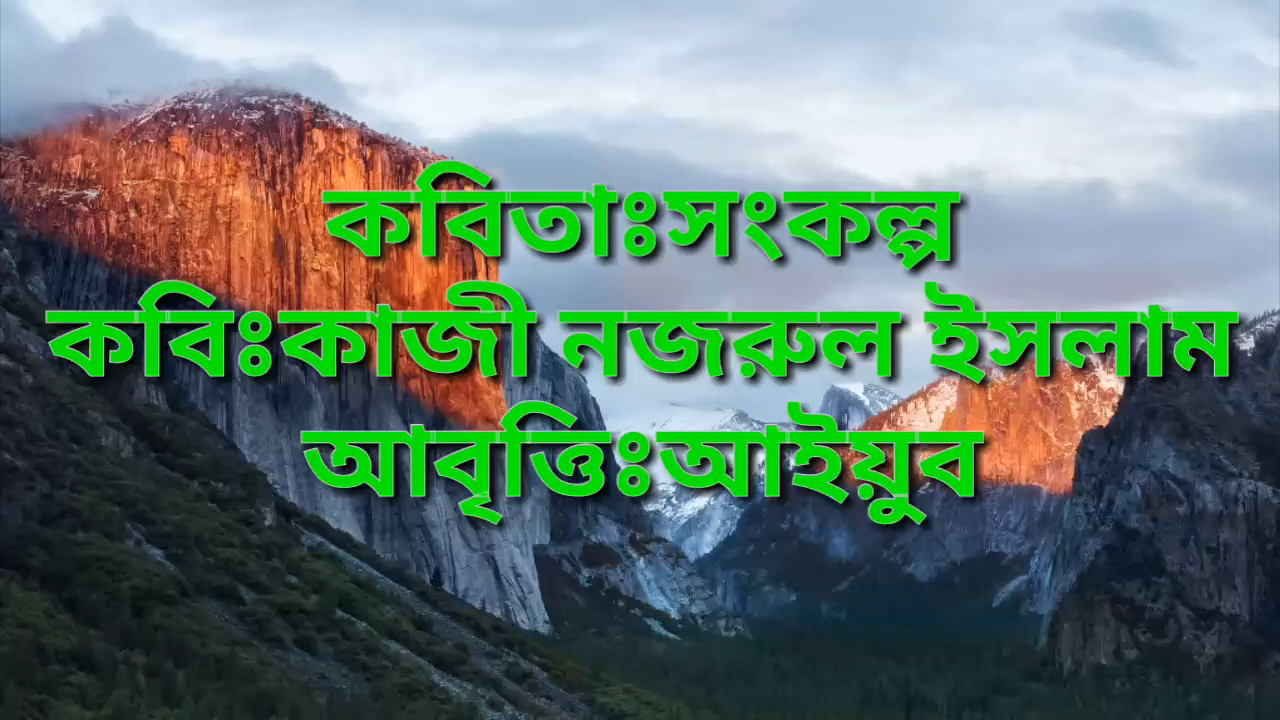 কবিতাঃসংকল্প
কবিঃকাজী নজরুল ইসলাম
আবৃত্তিঃআইয়ুব